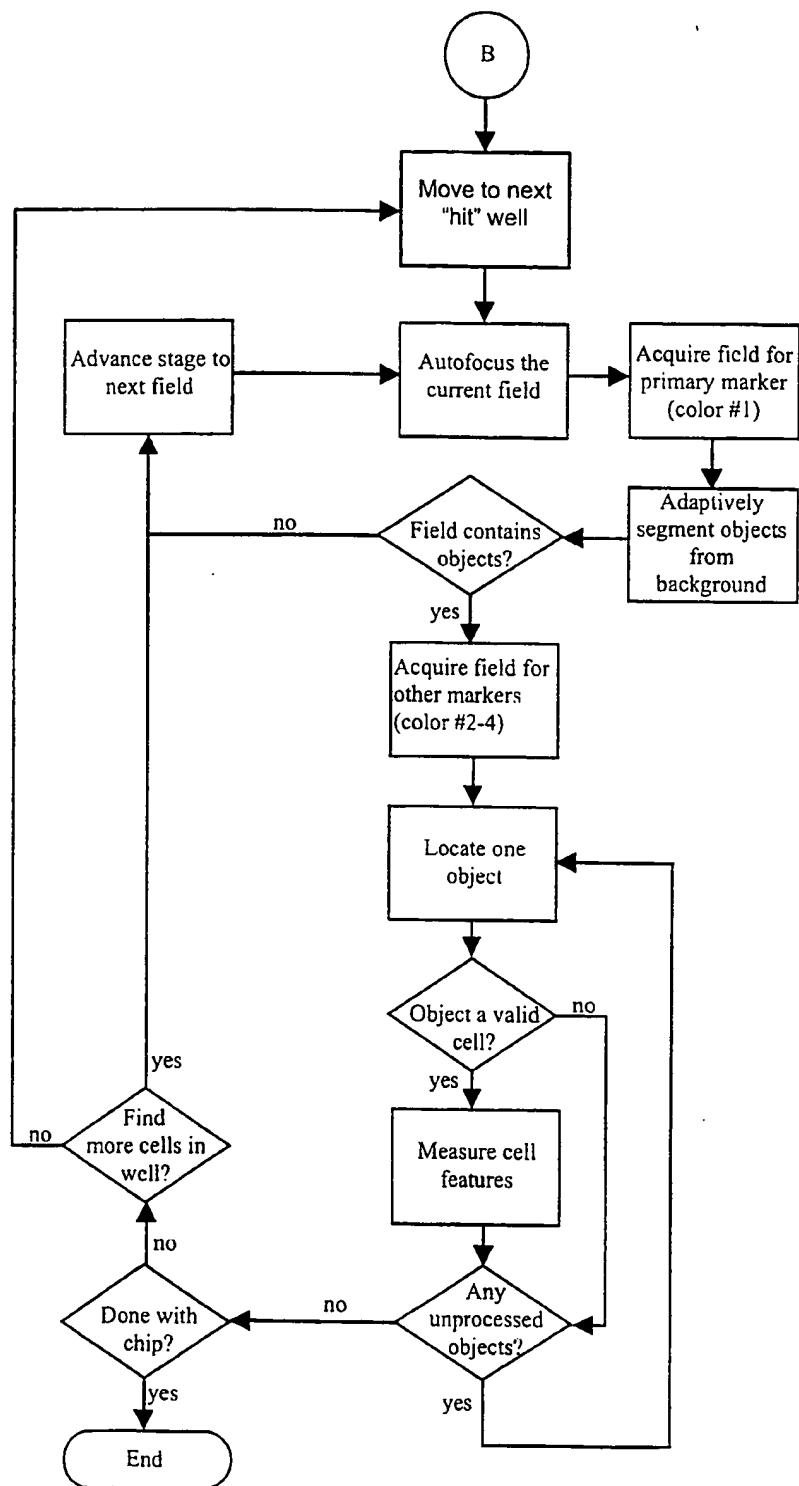 B
Move to next
"hit" well
Advance stage to
next field
Autofocus the
current field
Acquire field for
primary marker
(color #1)
Adaptively
segment objects
from
background
Field contains
objects?
no
yes
Acquire field for
other markers
(color #2-4)
Locate one
object
Object a valid
cell?
no
yes
Measure cell
features
Any
unprocessed
objects?
yes
no
Done with
chip?
no
yes
Find
more cells in
well?
yes
no
End